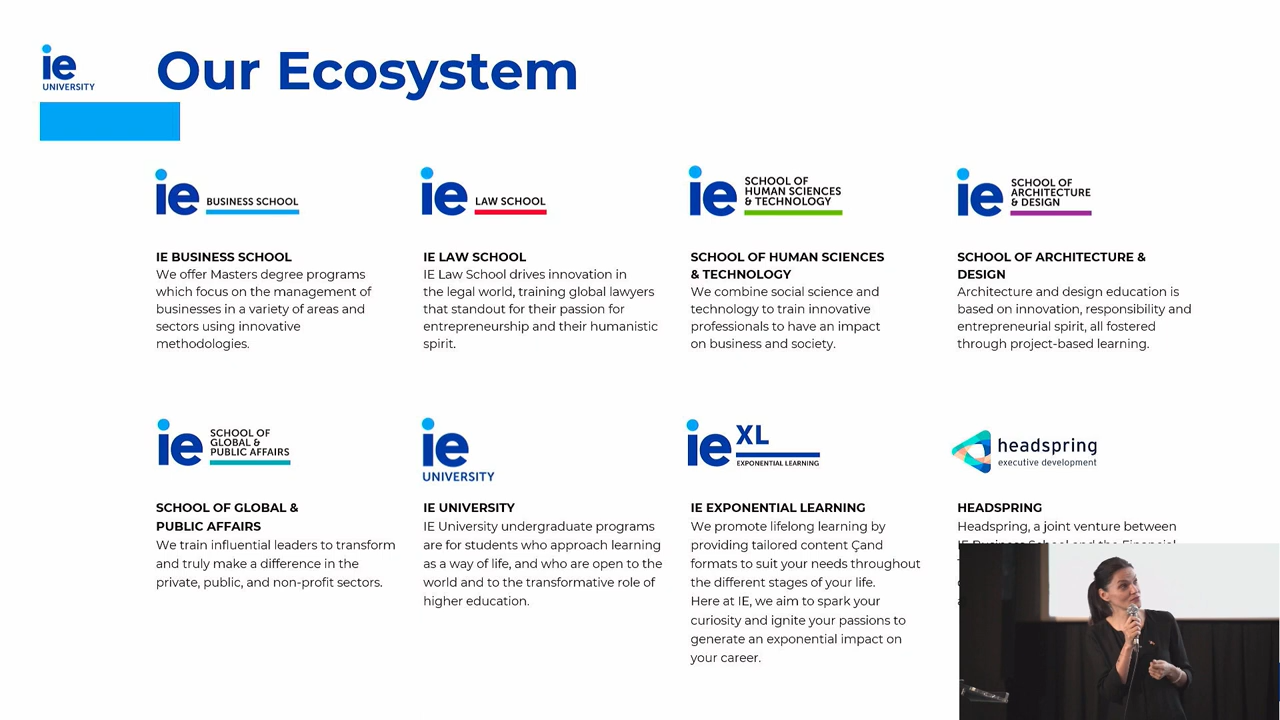 ie
UNIVERSITY
Our Ecosystem
ie BUSINESS SCHOOL
IE BUSINESS SCHOOL
We offer Masters degree programs
which focus on the management of
businesses in a variety of areas and
sectors using innovative
methodologies.
ie LAW SCHOOL
IE LAW SCHOOL
IE Law School drives innovation in
the legal world, training global lawyers
that standout for their passion for
entrepreneurship and their humanistic
spirit.
ie SCHOOL OF
HUMAN SCIENCES
& TECHNOLOGY
SCHOOL OF HUMAN SCIENCES
& TECHNOLOGY
We combine social science and
technology to train innovative
professionals to have an impact
on business and society.
ie SCHOOL OF
ARCHITECTURE
& DESIGN
SCHOOL OF ARCHITECTURE &
DESIGN
Architecture and design education is
based on innovation, responsibility and
entrepreneurial spirit, all fostered
through project-based learning.
ie SCHOOL OF
GLOBAL &
PUBLIC AFFAIRS
SCHOOL OF GLOBAL &
PUBLIC AFFAIRS
We train influential leaders to transform
and truly make a difference in the
private, public, and non-profit sectors.
ie
UNIVERSITY
IE UNIVERSITY
IE University undergraduate programs
are for students who approach learning
as a way of life, and who are open to the
world and to the transformative role of
higher education.
ie XL
EXPONENTIAL LEARNING
IE EXPONENTIAL LEARNING
We promote lifelong learning by
providing tailored content Çand
formats to suit your needs throughout
the different stages of your life.
Here at IE, we aim to spark your
curiosity and ignite your passions to
generate an exponential impact on
your career.
headspring
executive development
HEADSPRING
Headspring, a joint venture between
IE Business School and the Financial